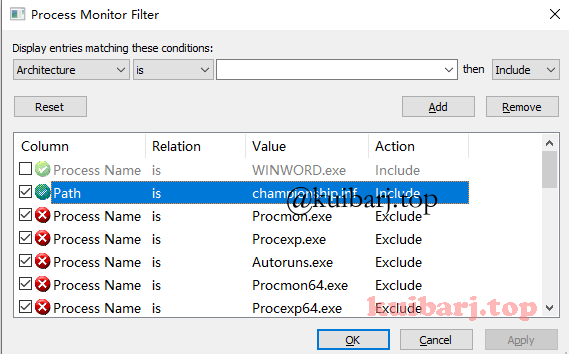 Process Monitor Filter
Display entries matching these conditions:
Architecture is then Include
Reset Add Remove
Column Relation Value Action
Process Name is WINWORD.exe Include
Path is championship.inf Include
@kuibarj.top
Process Name is Procmon.exe Exclude
Process Name is Procexp.exe Exclude
Process Name is Autoruns.exe Exclude
Process Name is Procmon64.exe Exclude
Process Name is Procexp64.exe Exclude
kuibarj.top
OK Cancel Apply